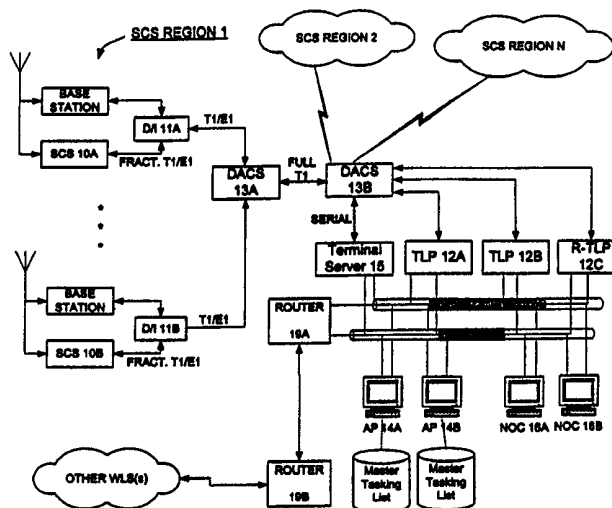 SCS REGION 1
SCS REGION 2
SCS REGION N
BASE
STATION
D/I 11A
T1/E1
SCS 10A
FRACT. T1/E1
DACS
13A
FULL
T1
DACS
13B
SERIAL
Terminal
Server 15
TLP 12A
TLP 12B
R-TLP
12C
BASE
STATION
D/I 11B
T1/E1
SCS 10B
FRACT. T1/E1
ROUTER
19A
AP 14A
AP 14B
NOC 16A
NOC 16B
Master
Tasking
List
Master
Tasking
List
OTHER WLS(s)
ROUTER
19B